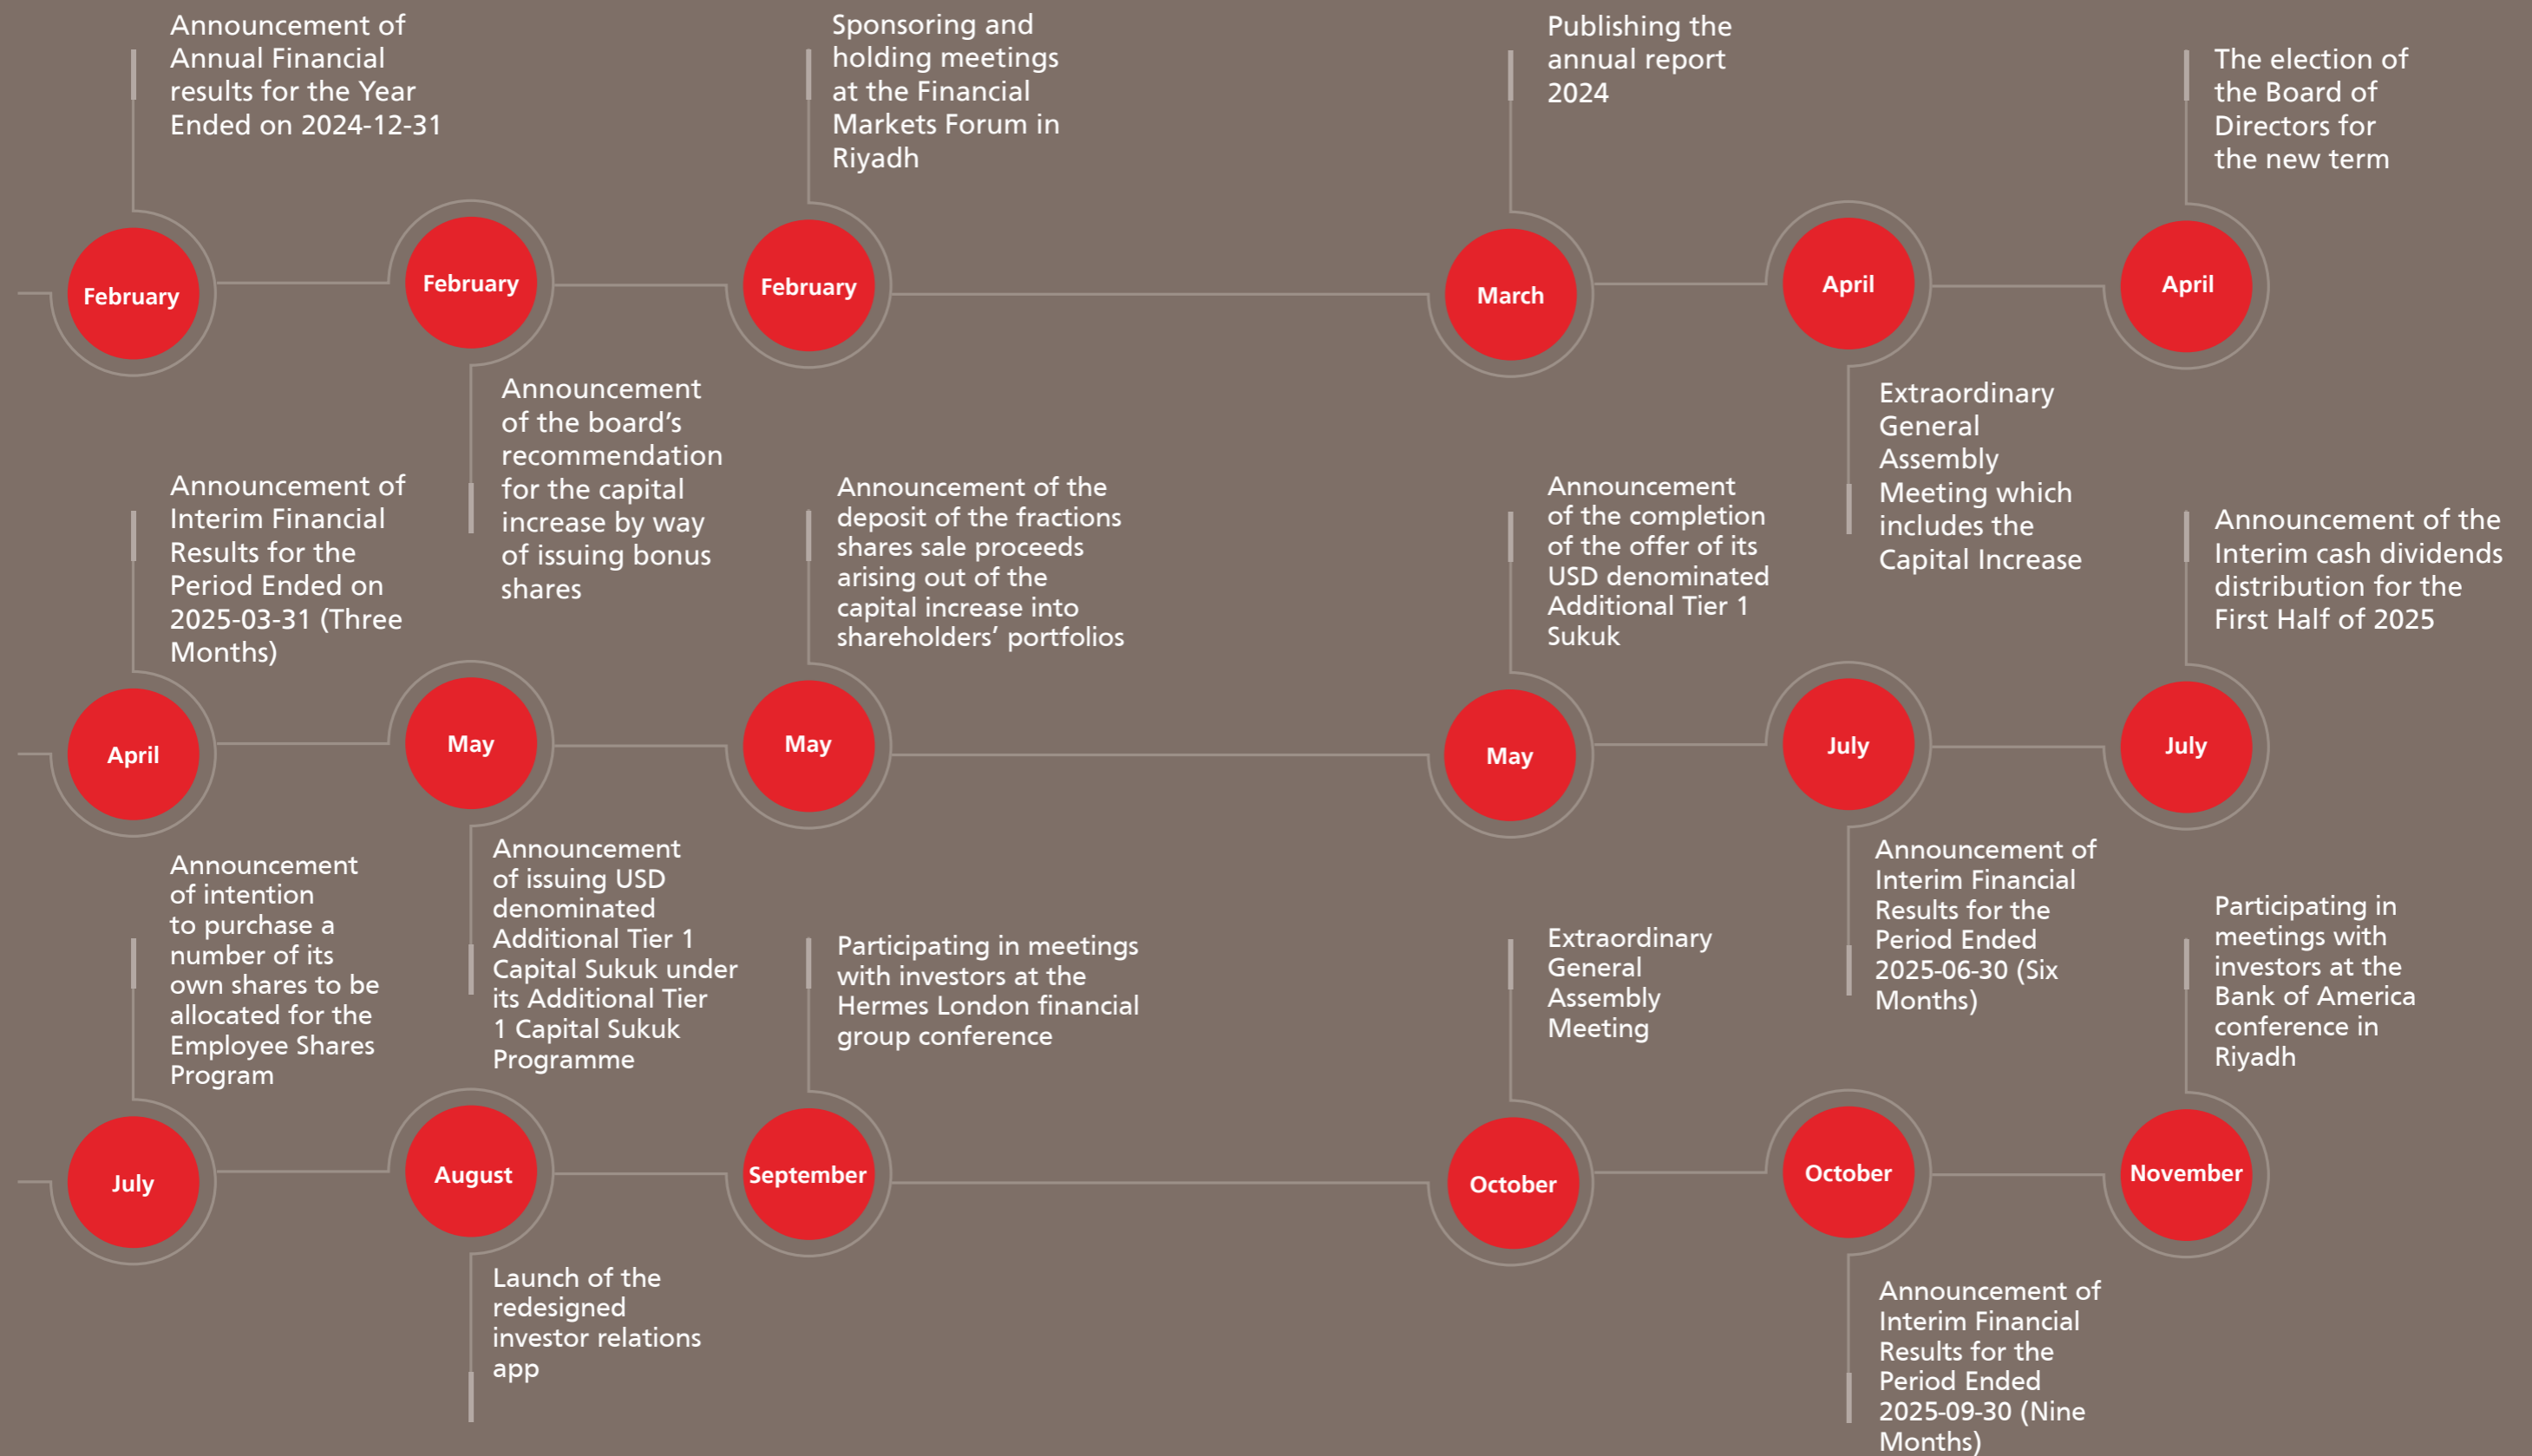 Announcement of
Annual Financial
results for the Year
Ended on 2024-12-31
February
February
Announcement
of the board’s
recommendation
for the capital
increase by way
of issuing bonus
shares
Sponsoring and
holding meetings
at the Financial
Markets Forum in
Riyadh
February
Publishing the
annual report
2024
March
April
Extraordinary
General
Assembly
Meeting which
includes the
Capital Increase
The election of
the Board of
Directors for
the new term
April
Announcement of
Interim Financial
Results for the
Period Ended on
2025-03-31 (Three
Months)
April
May
Announcement
of issuing USD
denominated
Additional Tier 1
Capital Sukuk under
its Additional Tier
1 Capital Sukuk
Programme
Announcement of the
deposit of the fractions
shares sale proceeds
arising out of the
capital increase into
shareholders’ portfolios
May
Announcement
of the completion
of the offer of its
USD denominated
Additional Tier 1
Sukuk
May
July
Announcement of
Interim Financial
Results for the
Period Ended
2025-06-30 (Six
Months)
Announcement of the
Interim cash dividends
distribution for the
First Half of 2025
July
Announcement
of intention
to purchase a
number of its
own shares to be
allocated for the
Employee Shares
Program
July
August
Launch of the
redesigned
investor relations
app
Participating in meetings
with investors at the
Hermes London financial
group conference
September
Extraordinary
General
Assembly
Meeting
October
October
Announcement of
Interim Financial
Results for the
Period Ended
2025-09-30 (Nine
Months)
Participating in
meetings with
investors at the
Bank of America
conference in
Riyadh
November